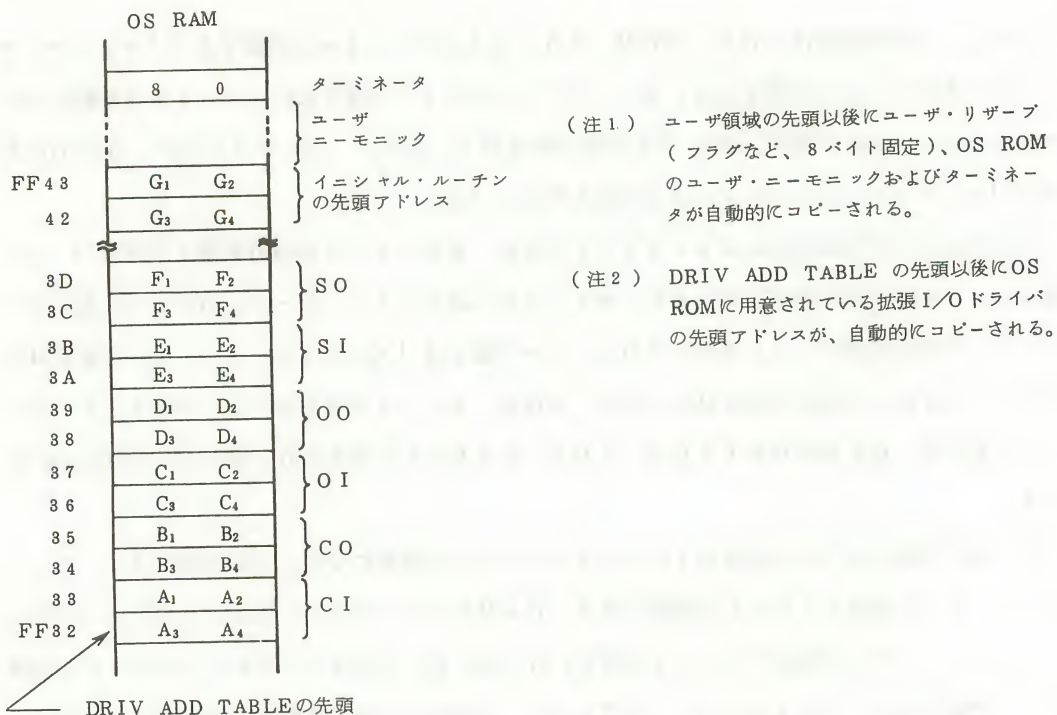 OS RAM
8 0 ターミネータ
ユーザ
ニーモニック
FF43 G1 G2 イニシャル・ルーチン
の先頭アドレス
42 G3 G4
3D F1 F2 SO
3C F3 F4
3B E1 E2 SI
3A E3 E4
39 D1 D2 OO
38 D3 D4
37 C1 C2 OI
36 C3 C4
35 B1 B2 CO
34 B3 B4
33 A1 A2 CI
FF32 A3 A4
DRIV ADD TABLEの先頭
(注1.) ユーザ領域の先頭以後にユーザ・リザーブ
(フラグなど、8バイト固定)、OS ROM
のユーザ・ニーモニックおよびターミネー
タが自動的にコピーされる。
(注2) DRIV ADD TABLE の先頭以後にOS
ROMに用意されている拡張I/Oドライバ
の先頭アドレスが、自動的にコピーされる。